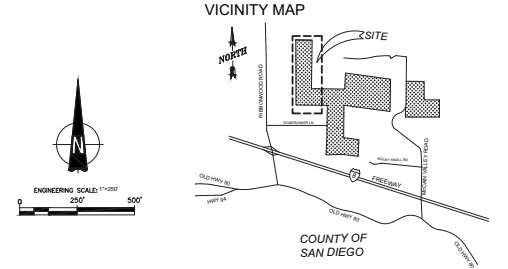 VICINITY MAP
SITE
NORTH
RIBBONWOOD ROAD
ROADRUNNER LN
ROCKY KNOLL RD
McCAIN VALLEY ROAD
N
ENGINEERING SCALE: 1"=250'
0 250' 500'
FREEWAY
OLD HWY 80
HWY 94
OLD HWY 80
OLD HWY 80
COUNTY OF
SAN DIEGO